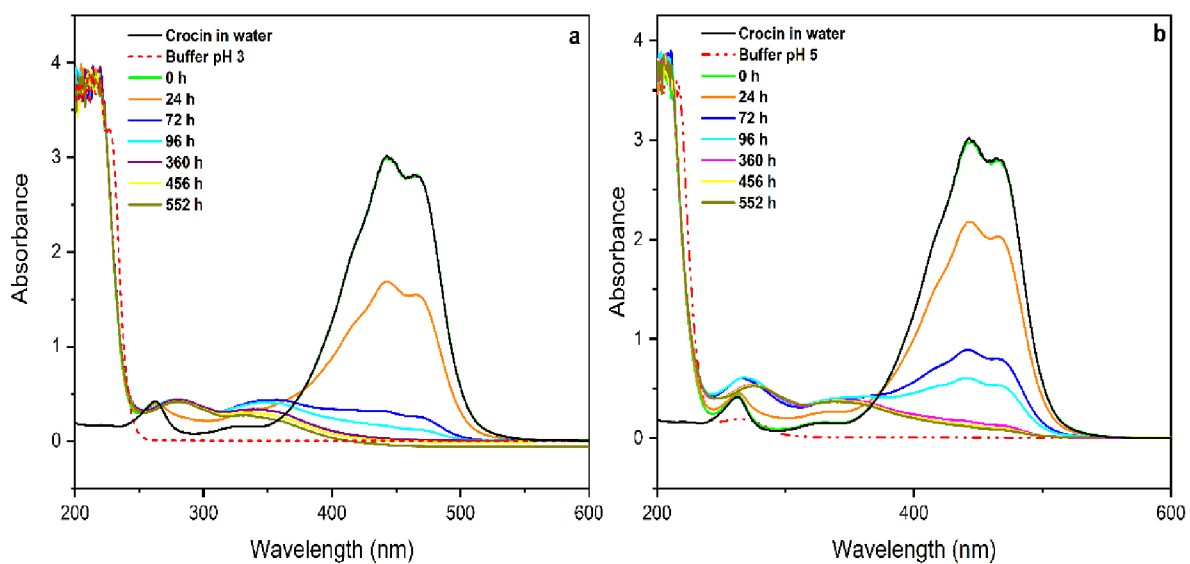 a
Crocin in water
Buffer pH 3
0 h
24 h
72 h
96 h
360 h
456 h
552 h
4
3
2
1
0
Absorbance
200
300
400
500
600
Wavelength (nm)
b
Crocin in water
Buffer pH 5
0 h
24 h
72 h
96 h
360 h
456 h
552 h
4
3
2
1
0
Absorbance
200
400
600
Wavelength (nm)